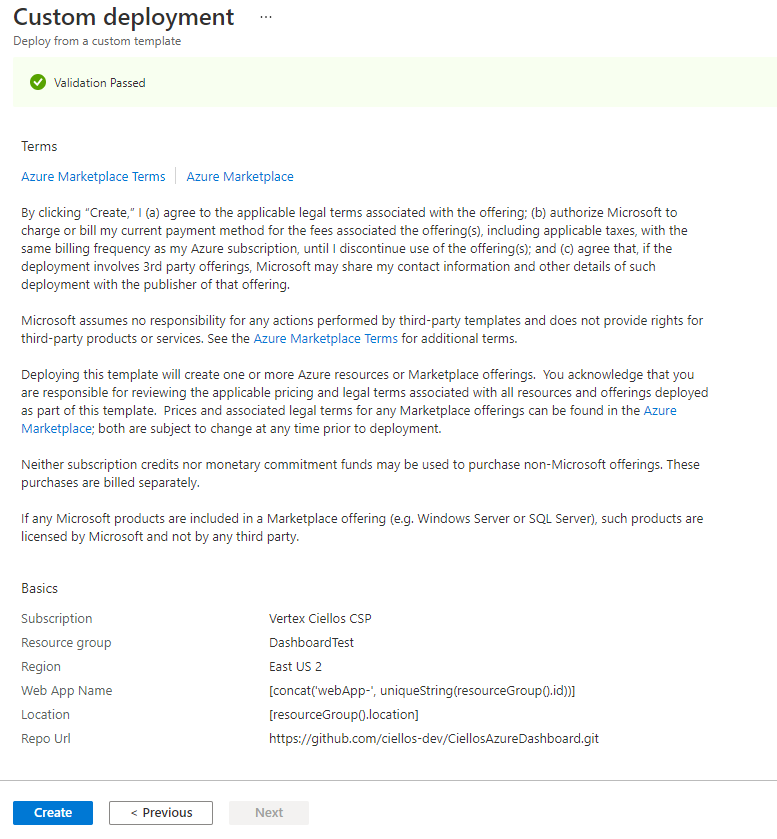 Custom deployment ...
Deploy from a custom template
Validation Passed
Terms
Azure Marketplace Terms | Azure Marketplace
By clicking “Create,” I (a) agree to the applicable legal terms associated with the offering; (b) authorize Microsoft to
charge or bill my current payment method for the fees associated the offering(s), including applicable taxes, with the
same billing frequency as my Azure subscription, until I discontinue use of the offering(s); and (c) agree that, if the
deployment involves 3rd party offerings, Microsoft may share my contact information and other details of such
deployment with the publisher of that offering.
Microsoft assumes no responsibility for any actions performed by third-party templates and does not provide rights for
third-party products or services. See the Azure Marketplace Terms for additional terms.
Deploying this template will create one or more Azure resources or Marketplace offerings.  You acknowledge that you
are responsible for reviewing the applicable pricing and legal terms associated with all resources and offerings deployed
as part of this template.  Prices and associated legal terms for any Marketplace offerings can be found in the Azure
Marketplace; both are subject to change at any time prior to deployment.
Neither subscription credits nor monetary commitment funds may be used to purchase non-Microsoft offerings. These
purchases are billed separately.
If any Microsoft products are included in a Marketplace offering (e.g. Windows Server or SQL Server), such products are
licensed by Microsoft and not by any third party.
Basics
Subscription Vertex Ciellos CSP
Resource group DashboardTest
Region East US 2
Web App Name [concat('webApp-', uniqueString(resourceGroup().id))]
Location [resourceGroup().location]
Repo Url https://github.com/ciellos-dev/CiellosAzureDashboard.git
Create < Previous Next